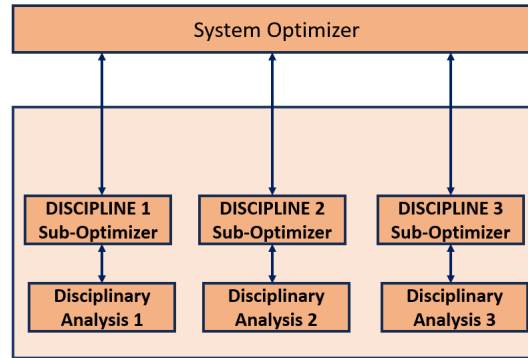 System Optimizer
DISCIPLINE 1
Sub-Optimizer
DISCIPLINE 2
Sub-Optimizer
DISCIPLINE 3
Sub-Optimizer
Disciplinary
Analysis 1
Disciplinary
Analysis 2
Disciplinary
Analysis 3